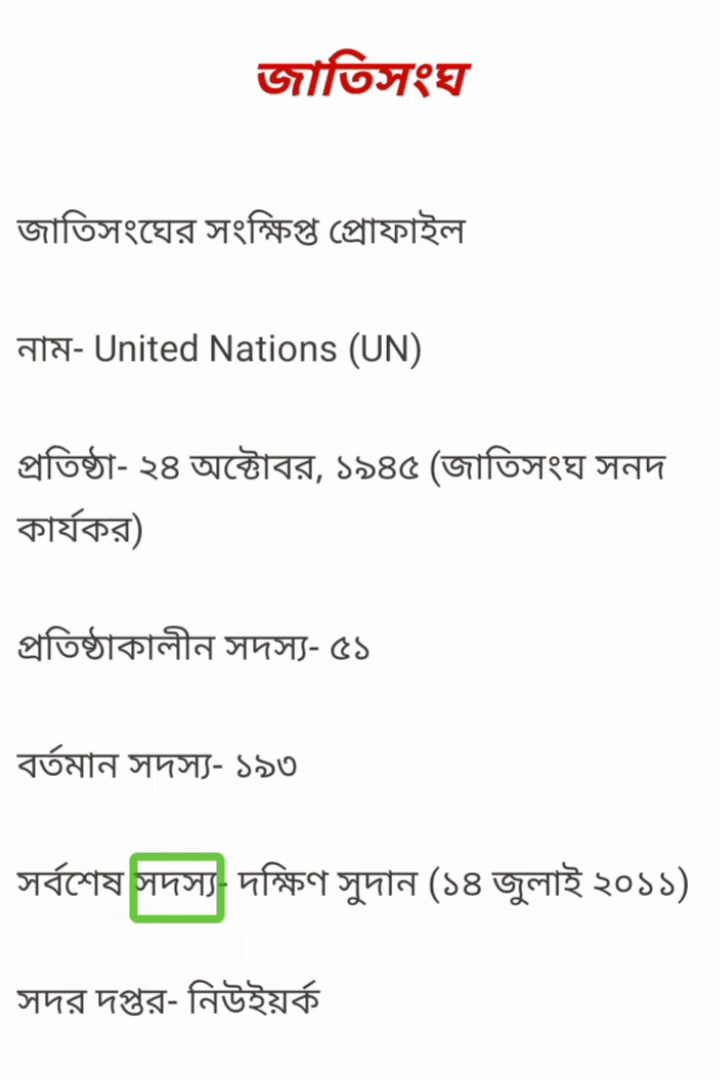 জাতিসংঘ
জাতিসংঘের সংক্ষিপ্ত প্রোফাইল
নাম- United Nations (UN)
প্রতিষ্ঠা- ২৪ অক্টোবর, ১৯৪৫ (জাতিসংঘ সনদ
কার্যকর)
প্রতিষ্ঠাকালীন সদস্য- ৫১
বর্তমান সদস্য- ১৯৩
সর্বশেষ সদস্য- দক্ষিণ সুদান (১৪ জুলাই ২০১১)
সদর দপ্তর- নিউইয়র্ক